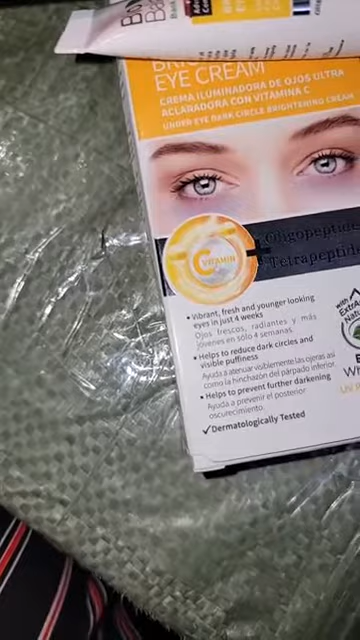 EYE CREAM
CREMA ILUMINADORA DE OJOS ULTRA
ACLARADORA CON VITAMINA C
UNDER EYE DARK CIRCLE BRIGHTENING CREAM
VITAMIN C
Oligopeptide
Tetrapeptide
• Vibrant, fresh and younger looking
eyes in just 4 weeks
Ojos frescos, radiantes y más
jóvenes en sólo 4 semanas
• Helps to reduce dark circles and
visible puffiness
Ayuda a atenuar visiblemente las ojeras así
como la hinchazón del párpado inferior
• Helps to prevent further darkening
Ayuda a prevenir el posterior
oscurecimiento.
✓Dermatologically Tested
with